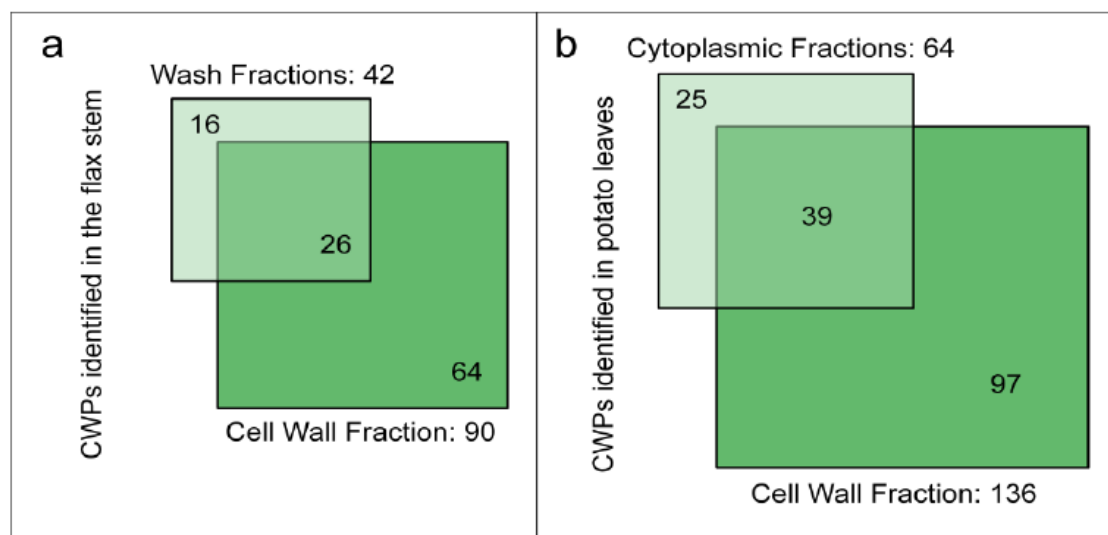 a
Wash Fractions: 42
16
26
64
Cell Wall Fraction: 90
CWPs identified in the flax stem
b
Cytoplasmic Fractions: 64
25
39
97
Cell Wall Fraction: 136
CWPs identified in potato leaves